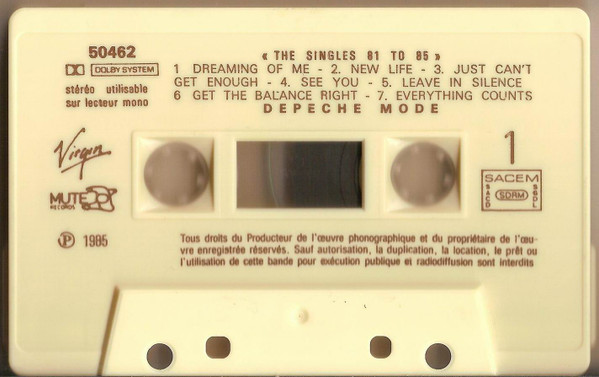 50462
DOLBY SYSTEM
stéréo utilisable
sur lecteur mono
« THE SINGLES 81 TO 85 »
1 DREAMING OF ME - 2. NEW LIFE - 3. JUST CAN'T
GET ENOUGH - 4. SEE YOU - 5. LEAVE IN SILENCE
6 GET THE BALANCE RIGHT - 7. EVERYTHING COUNTS
DEPECHE MODE
Virgin
MUTE
RECORDS
1
SACEM
SACD
SDRM
SGDL
Ⓟ 1985
Tous droits du Producteur de l'œuvre phonographique et du propriétaire de l'œu-
vre enregistrée réservés. Sauf autorisation, la duplication, la location, le prêt ou
l'utilisation de cette bande pour exécution publique et radiodiffusion sont interdits